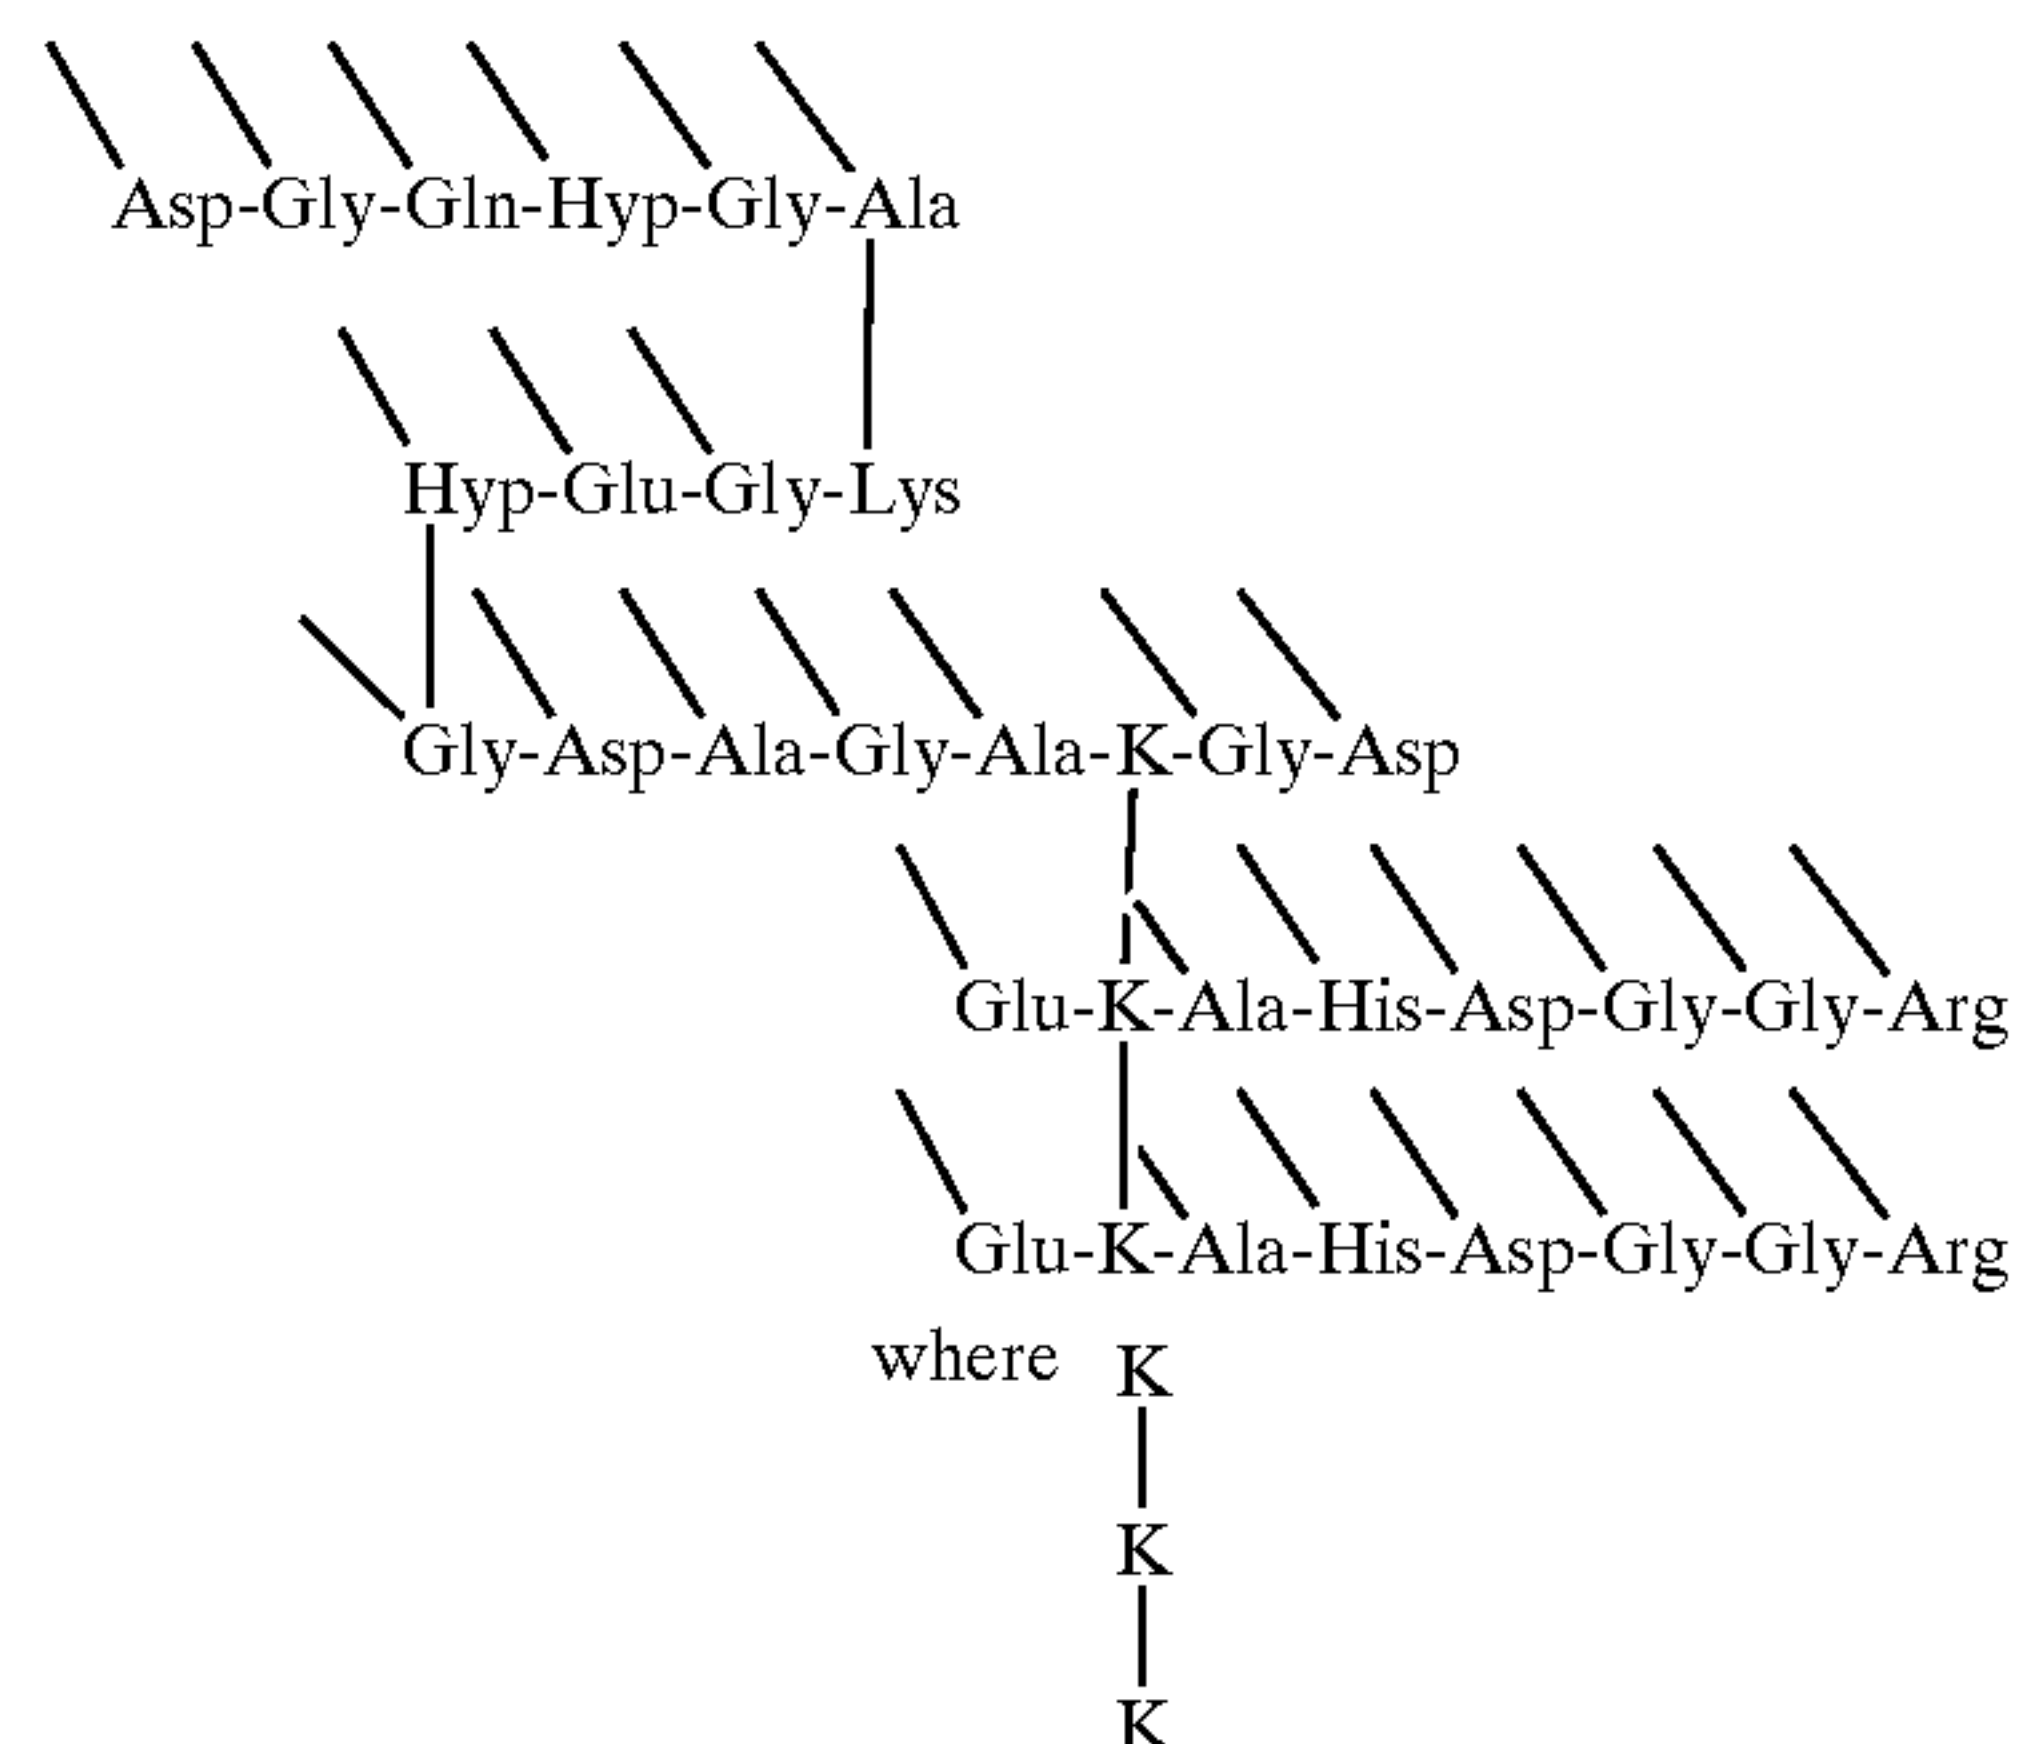 Asp-Gly-Gln-Hyp-Gly-Ala
Hyp-Glu-Gly-Lys
Gly-Asp-Ala-Gly-Ala-K-Gly-Asp
Glu-K-Ala-His-Asp-Gly-Gly-Arg
Glu-K-Ala-His-Asp-Gly-Gly-Arg
where K
K
K